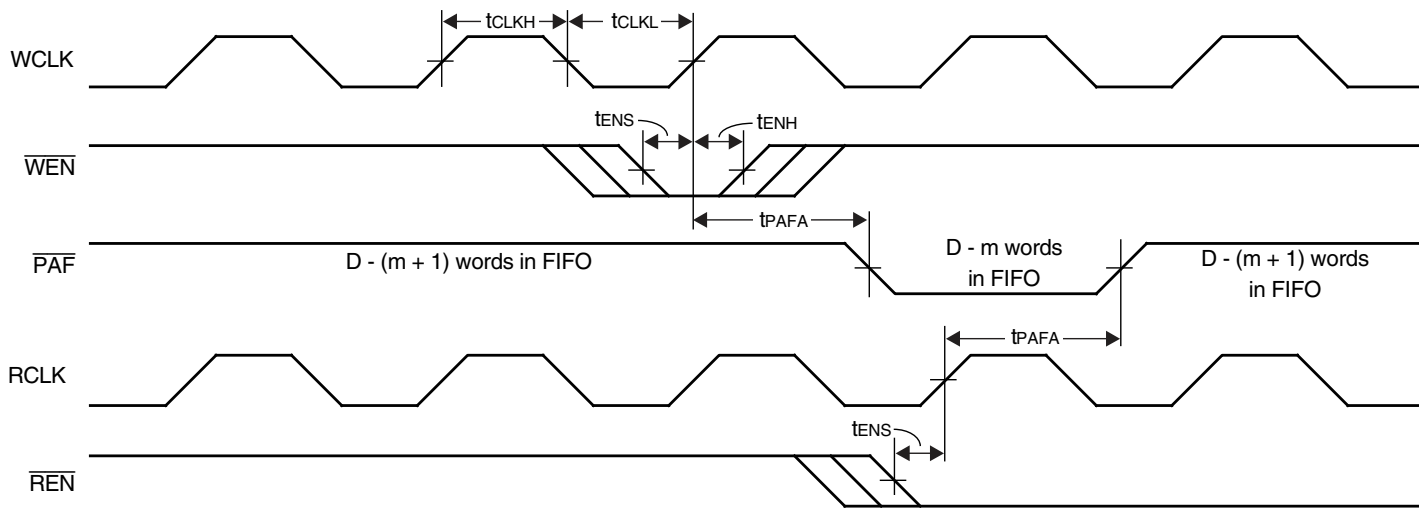 tCLKH
tCLKL
WCLK
tENS
tENH
WEN
tPAFA
PAF
D - (m + 1) words in FIFO
D - m words
in FIFO
D - (m + 1) words
in FIFO
tPAFA
RCLK
tENS
REN